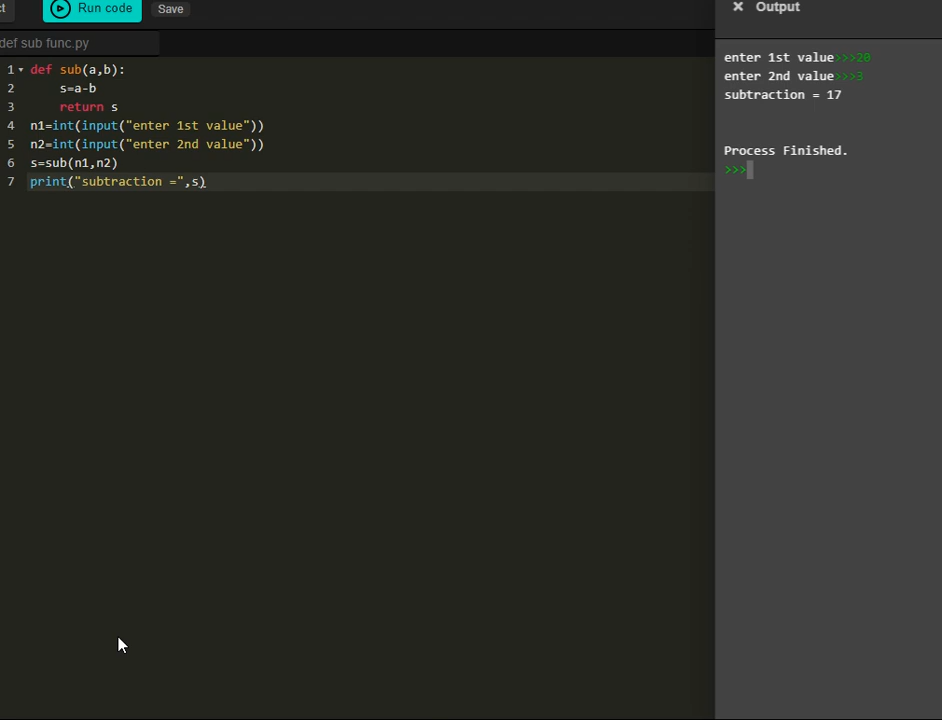 ct
Run code
Save
Output
def sub func.py
1 def sub(a,b):
2     s=a-b
3     return s
4 n1=int(input("enter 1st value"))
5 n2=int(input("enter 2nd value"))
6 s=sub(n1,n2)
7 print("subtraction =",s)
enter 1st value>>>20
enter 2nd value>>>3
subtraction = 17
Process Finished.
>>>